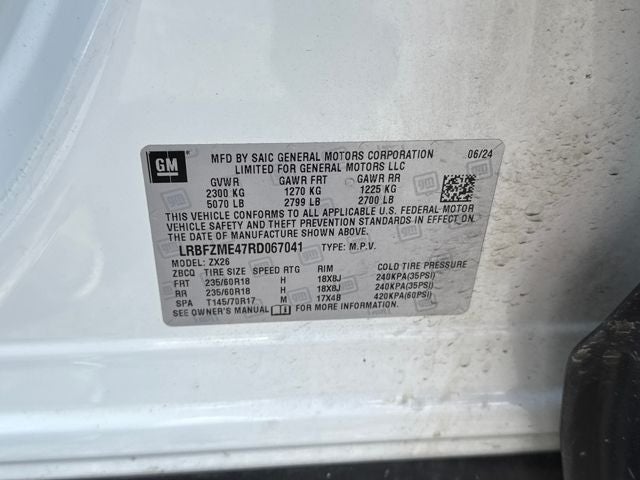 GM
MFD BY SAIC GENERAL MOTORS CORPORATION 06/24
LIMITED FOR GENERAL MOTORS LLC
GVWR GAWR FRT GAWR RR
2300 KG 1270 KG 1225 KG
5070 LB 2799 LB 2700 LB
THIS VEHICLE CONFORMS TO ALL APPLICABLE U.S. FEDERAL MOTOR
VEHICLE SAFETY AND THEFT PREVENTION STANDARDS IN EFFECT ON
THE DATE OF MANUFACTURE SHOWN ABOVE.
LRBFZME47RD067041 TYPE: M.P.V.
MODEL: ZX26
ZBCQ TIRE SIZE SPEED RTG RIM COLD TIRE PRESSURE
FRT 235/60R18 H 18X8J 240KPA(35PSI)
RR 235/60R18 H 18X8J 240KPA(35PSI)
SPA T145/70R17 M 17X4B 420KPA(60PSI)
SEE OWNER'S MANUAL FOR MORE INFORMATION.